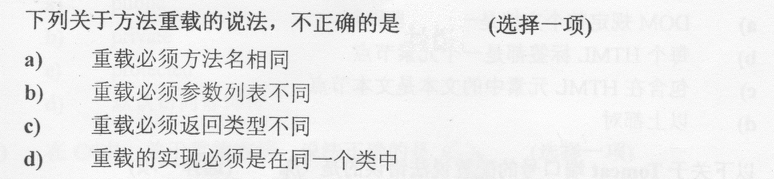 下列关于方法重载的说法，不正确的是 (选择一项)
a) 重载必须方法名相同
b) 重载必须参数列表不同
c) 重载必须返回类型不同
d) 重载的实现必须是在同一个类中